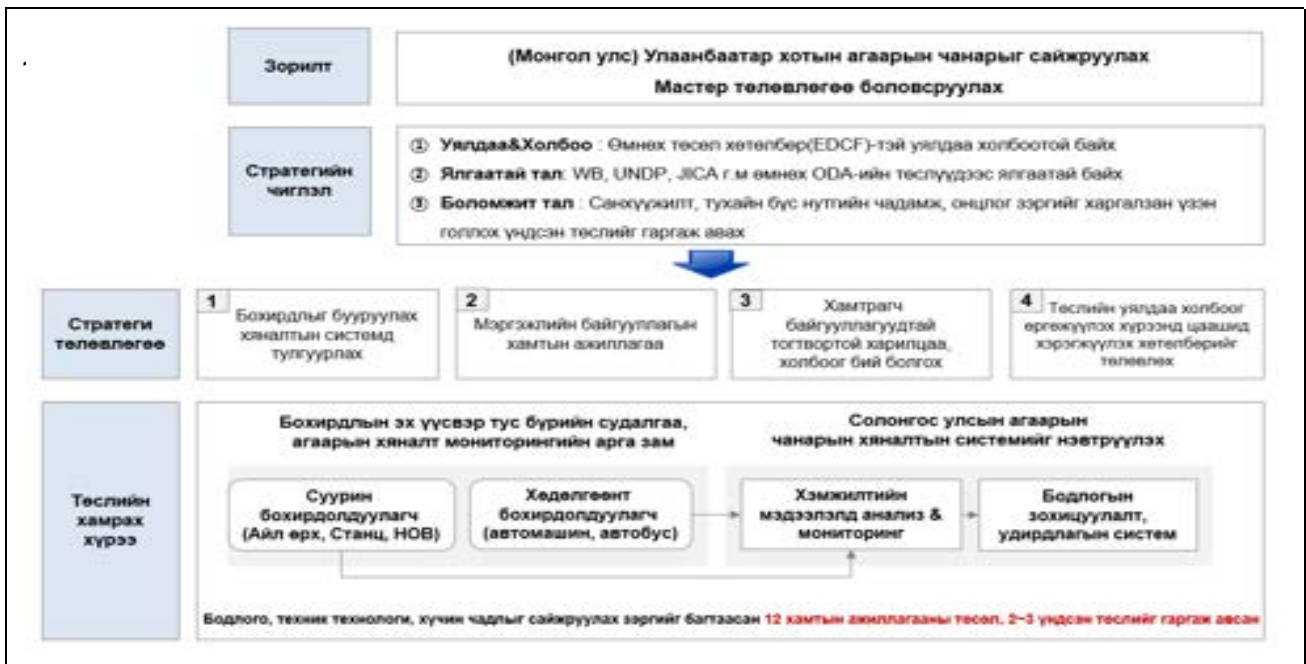 Зорилт
(Монгол улс) Улаанбаатар хотын агаарын чанарыг сайжруулах
Мастер төлөвлөгөө боловсруулах
Стратегийн
чиглэл
① Уялдаа&Холбоо : Өмнөх төсөл хөтөлбөр(EDCF)-тэй уялдаа холбоотой байх
② Ялгаатай тал: WB, UNDP, JICA г.м өмнөх ODA-ийн төслүүдээс ялгаатай байх
③ Боломжит тал : Санхүүжилт, тухайн бүс нутгийн чадамж, онцлог зэргийг харгалзан үзэн
голлох үндсэн төслийг гаргаж авах
Стратеги
төлөвлөгөө
1
Бохирдлыг бууруулах
хяналтын системд
тулгуурлах
2
Мэргэжлийн байгууллагын
хамтын ажиллагаа
3
Хамтрагч
байгууллагуудтай
тогтвортой харилцаа,
холбоог бий болгох
4
Төслийн уялдаа холбоог
өргөжүүлэх хүрээнд цаашид
хэрэгжүүлэх хөтөлбөрийг
төлөвлөх
Төслийн
хамрах
хүрээ
Бохирдлын эх үүсвэр тус бүрийн судалгаа,
агаарын хяналт мониторингийн арга зам
Солонгос улсын агаарын
чанарын хяналтын системийг нэвтрүүлэх
Суурин
бохирдолдуулагч
(Айл өрх, Станц, НОВ)
Хөдөлгөөнт
бохирдолдуулагч
(автомашин, автобус)
Хэмжилтийн
мэдээлэлд анализ &
мониторинг
Бодлогын
зохицуулалт,
удирдлагын систем
Бодлого, техник технологи, хүчин чадлыг сайжруулах зэргийг багтаасан 12 хамтын ажиллагааны төсөл, 2~3 үндсэн төслийг гаргаж авсан